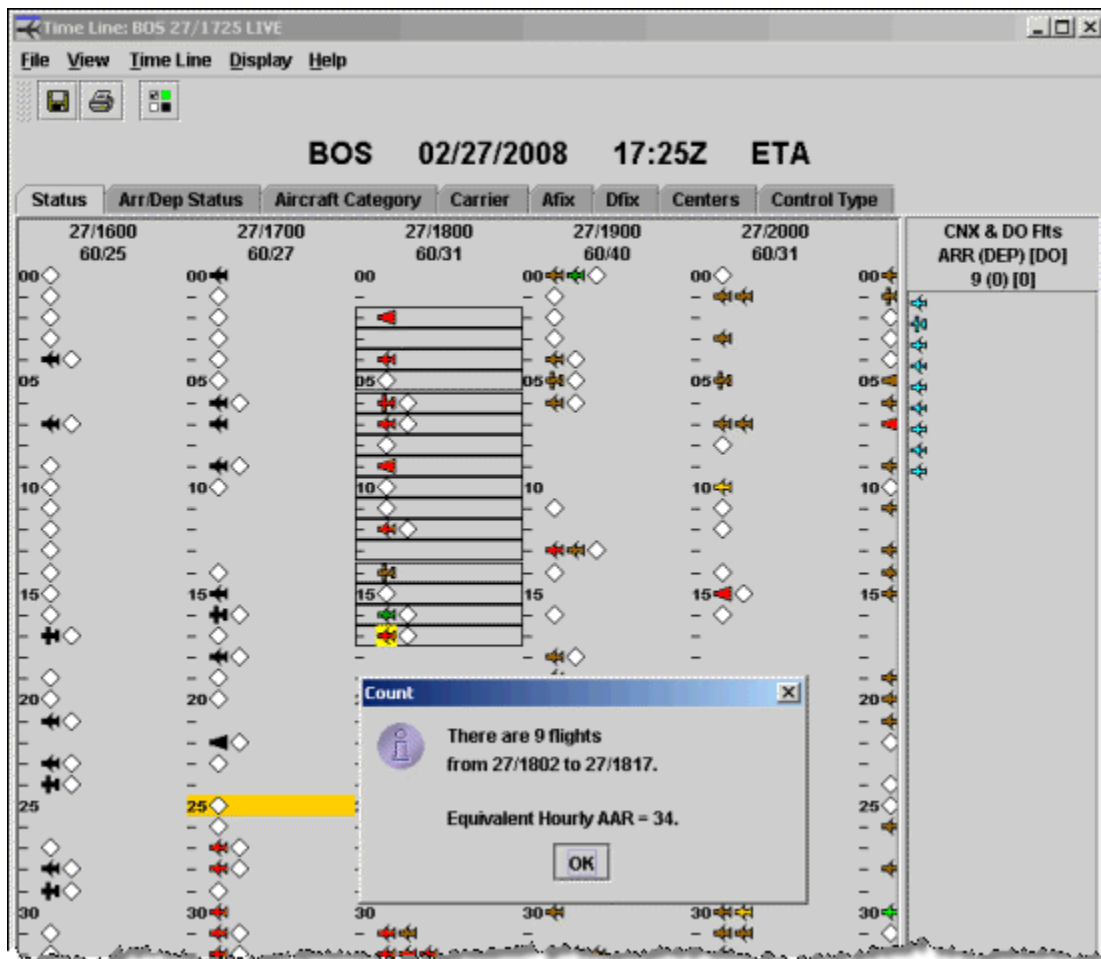 Time Line: BOS 27/1725 LIVE
File View Time Line Display Help
BOS 02/27/2008 17:25Z ETA
Status Arr/Dep Status Aircraft Category Carrier Afix Dfix Centers Control Type
27/1600 27/1700 27/1800 27/1900 27/2000 CNX & DO Flts
60/25 60/27 60/31 60/40 60/31 ARR (DEP) [DO]
9 (0) [0]
00 00 00 00 00 00
05 05 05 05 05 05
10 10 10 10 10 10
15 15 15 15 15 15
20 20 20
Count
There are 9 flights
from 27/1802 to 27/1817.
Equivalent Hourly AAR = 34.
OK
25 25 25
30 30 30 30 30 30